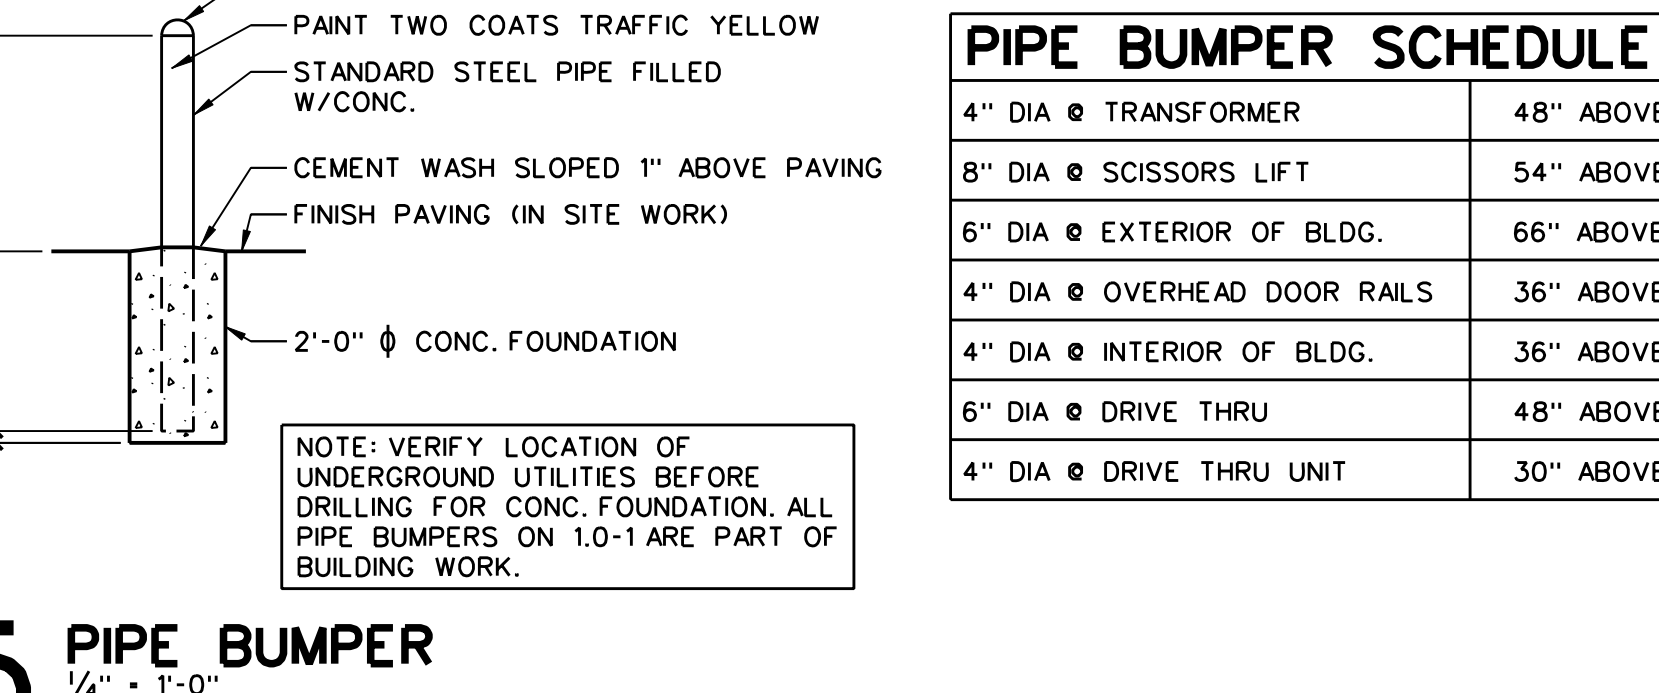 PAINT TWO COATS TRAFFIC YELLOW
STANDARD STEEL PIPE FILLED
W/CONC.
CEMENT WASH SLOPED 1" ABOVE PAVING
FINISH PAVING (IN SITE WORK)
2'-0" ϕ CONC. FOUNDATION
NOTE: VERIFY LOCATION OF
UNDERGROUND UTILITIES BEFORE
DRILLING FOR CONC. FOUNDATION. ALL
PIPE BUMPERS ON 1.0-1 ARE PART OF
BUILDING WORK.
5 PIPE BUMPER
1/4" = 1'-0"
PIPE BUMPER SCHEDULE
4" DIA @ TRANSFORMER 48" ABOVE
8" DIA @ SCISSORS LIFT 54" ABOVE
6" DIA @ EXTERIOR OF BLDG. 66" ABOVE
4" DIA @ OVERHEAD DOOR RAILS 36" ABOVE
4" DIA @ INTERIOR OF BLDG. 36" ABOVE
6" DIA @ DRIVE THRU 48" ABOVE
4" DIA @ DRIVE THRU UNIT 30" ABOVE